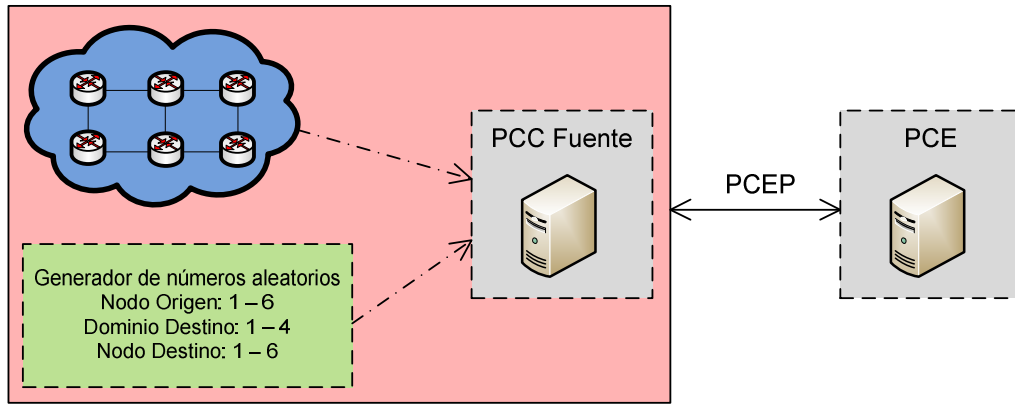 PCC Fuente
PCEP
PCE
Generador de números aleatorios
Nodo Origen: 1 – 6
Dominio Destino: 1 – 4
Nodo Destino: 1 – 6